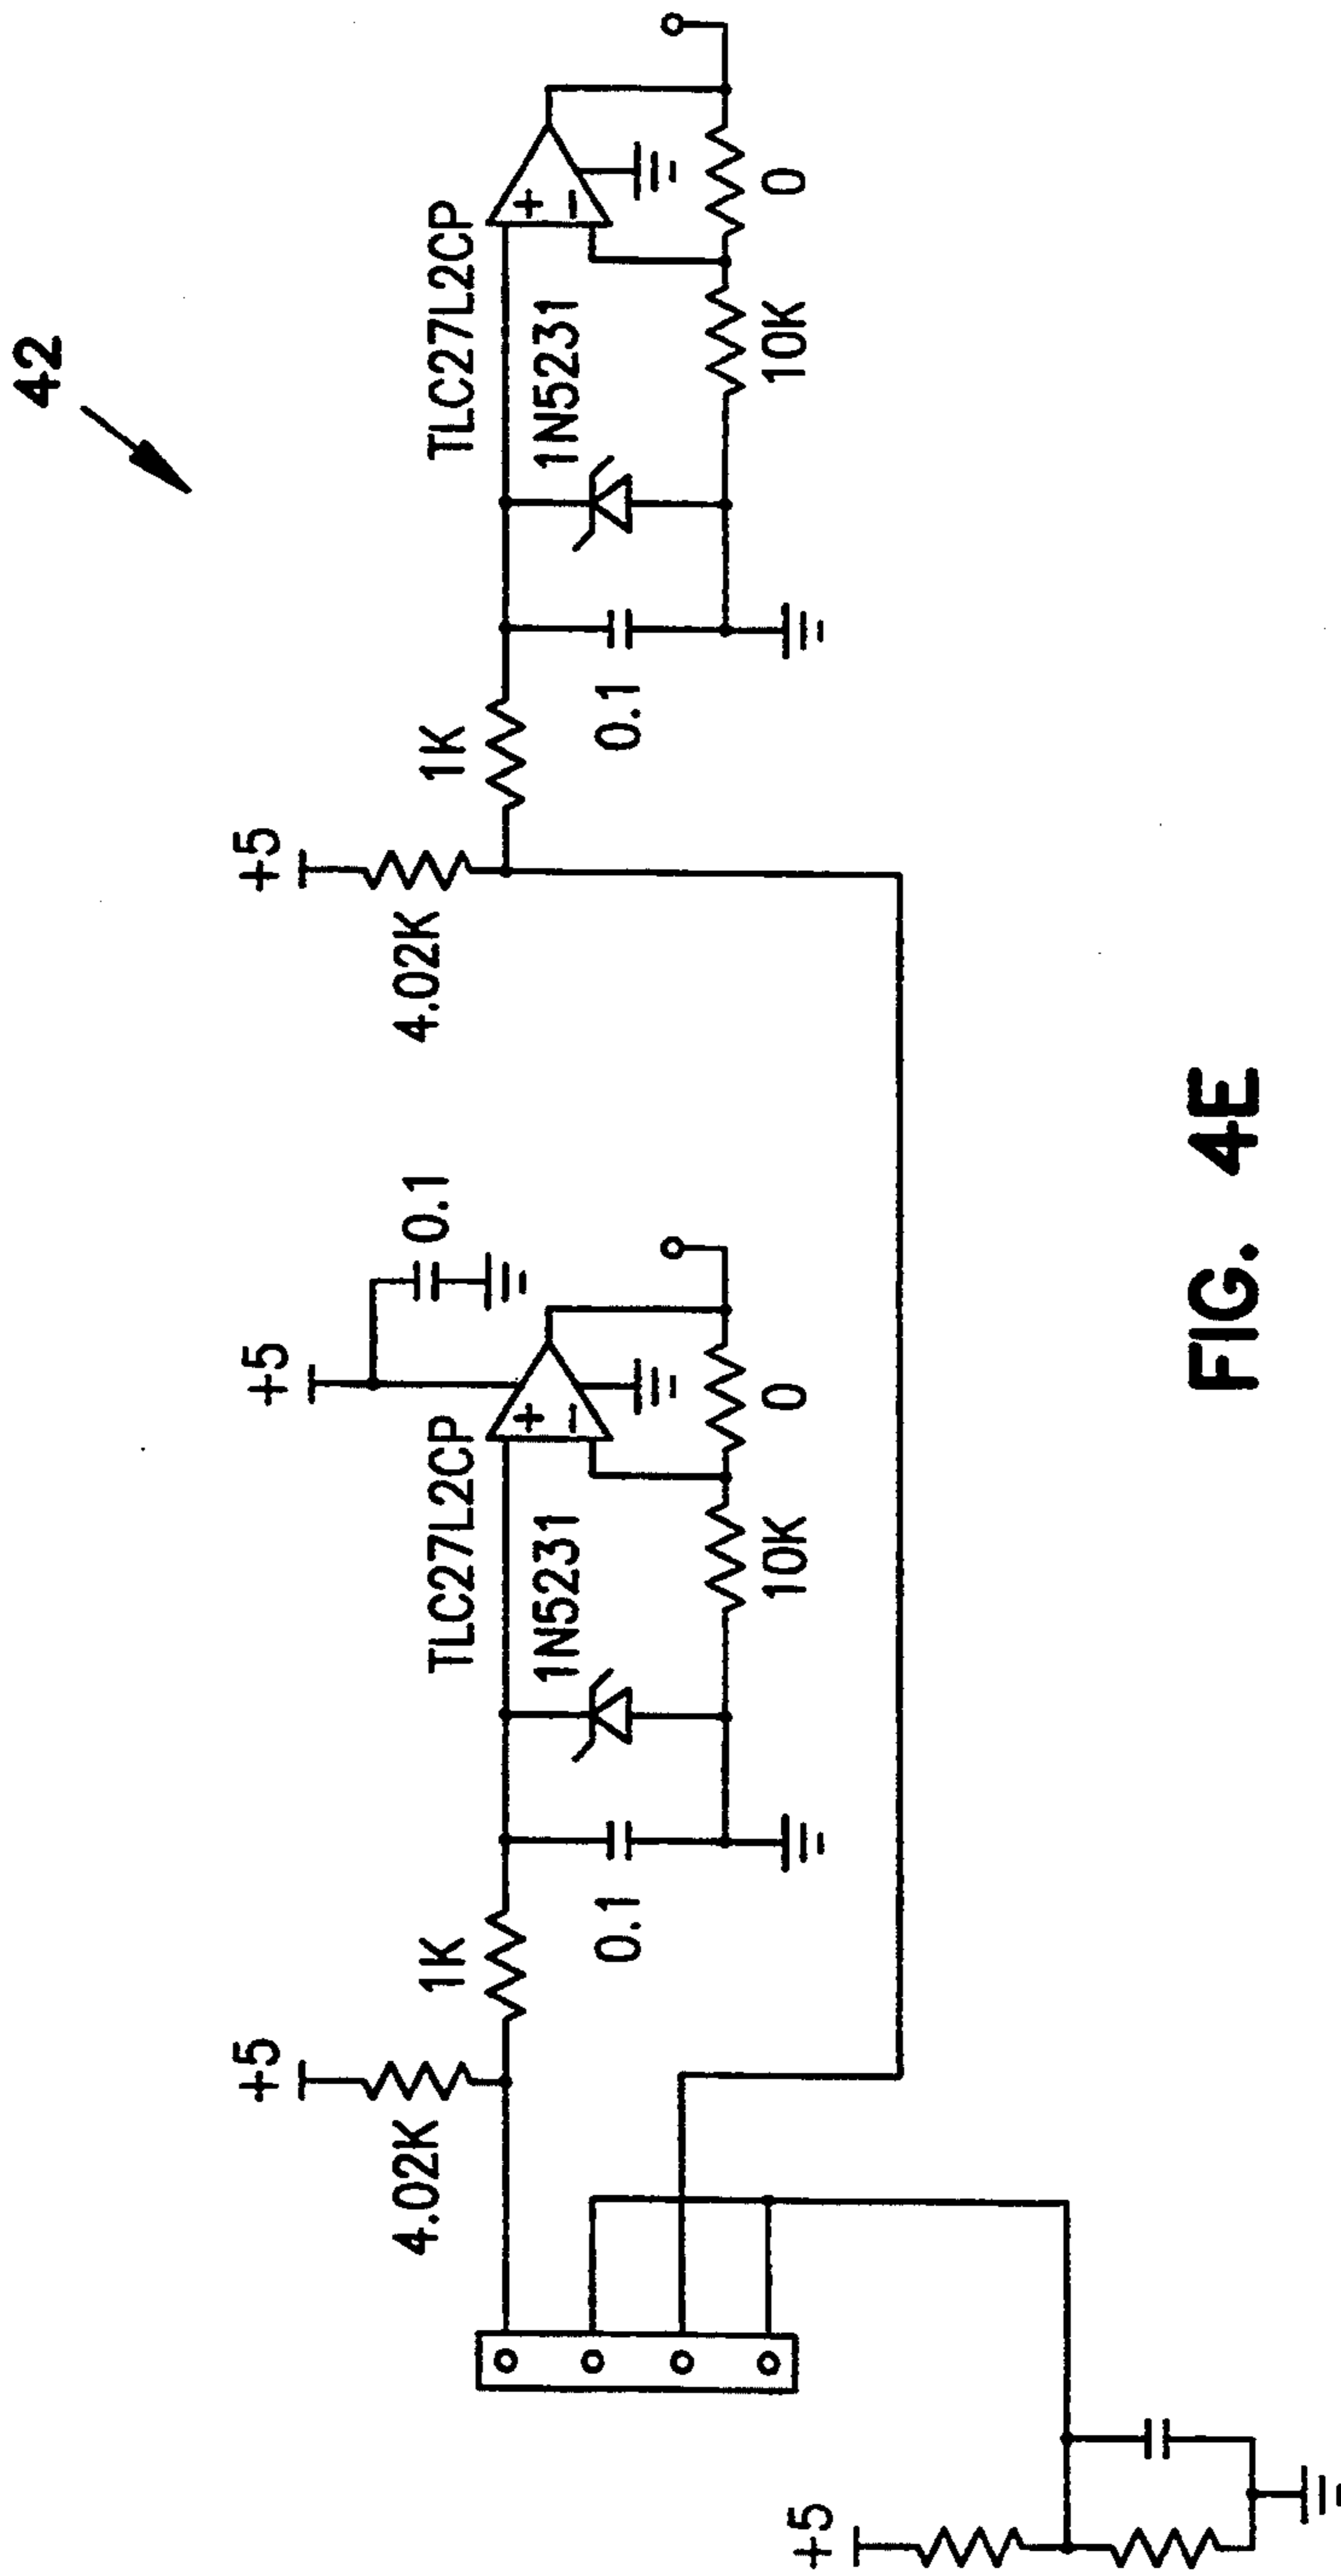 42
+5
4.02K
1K
0.1
TLC27L2CP
1N5231
10K
0
+5
0.1
+5
4.02K
1K
0.1
TLC27L2CP
1N5231
10K
0
+5
FIG. 4E